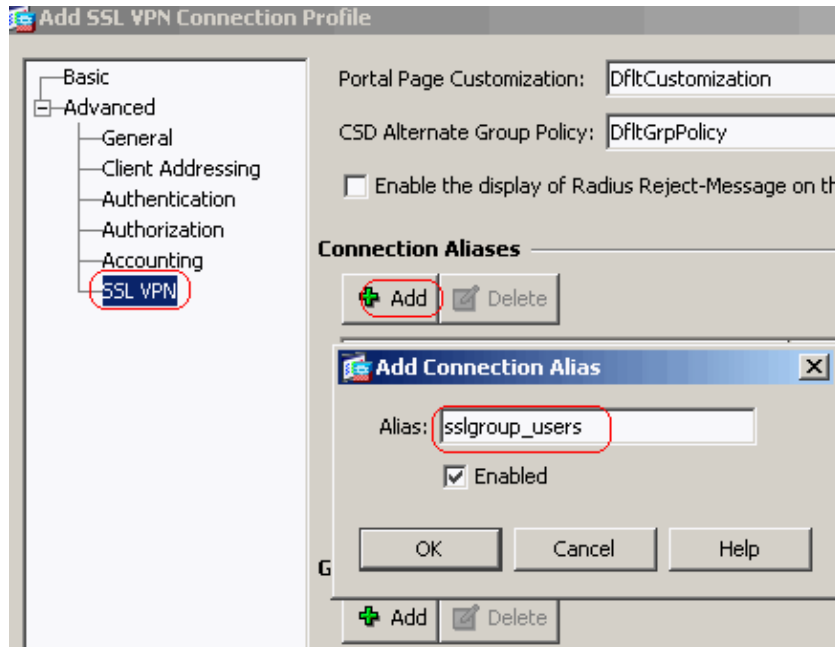 Add SSL VPN Connection Profile
Basic
Advanced
General
Client Addressing
Authentication
Authorization
Accounting
SSL VPN
Portal Page Customization: DfltCustomization
CSD Alternate Group Policy: DfltGrpPolicy
Enable the display of Radius Reject-Message on th
Connection Aliases
Add Delete
Add Connection Alias
Alias: sslgroup_users
Enabled
OK Cancel Help
G
Add Delete